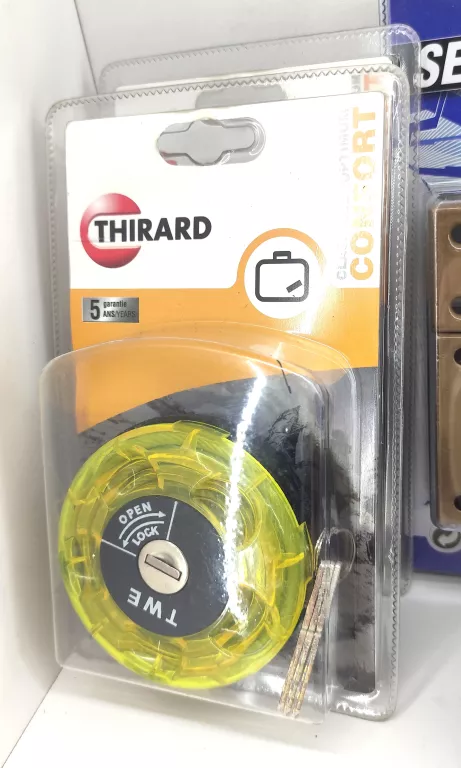 THIRARD
5 garantie
ANS/YEARS
CONFORT
OPEN
LOCK
TWE
SE